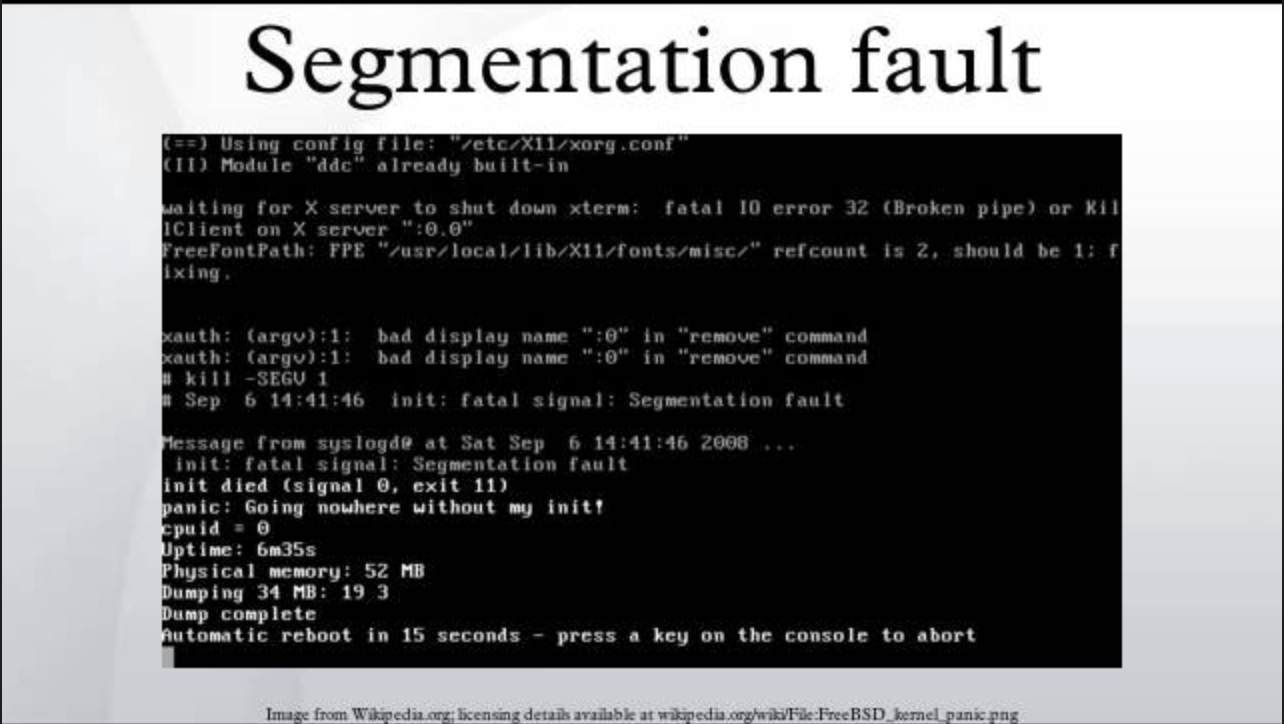 Segmentation fault
(==) Using config file: "/etc/X11/xorg.conf"
(II) Module "ddc" already built-in
waiting for X server to shut down xterm:  fatal IO error 32 (Broken pipe) or Kil
lClient on X server ":0.0"
FreeFontPath: FPE "/usr/local/lib/X11/fonts/misc/" refcount is 2, should be 1; f
ixing.
xauth: (argv):1:  bad display name ":0" in "remove" command
xauth: (argv):1:  bad display name ":0" in "remove" command
# kill -SEGV 1
# Sep  6 14:41:46  init: fatal signal: Segmentation fault
Message from syslogd@ at Sat Sep  6 14:41:46 2008 ...
 init: fatal signal: Segmentation fault
init died (signal 0, exit 11)
panic: Going nowhere without my init!
cpuid = 0
Uptime: 6m35s
Physical memory: 52 MB
Dumping 34 MB: 19 3
Dump complete
Automatic reboot in 15 seconds - press a key on the console to abort
Image from Wikipedia.org; licensing details available at wikipedia.org/wiki/File:FreeBSD_kernel_panic.png